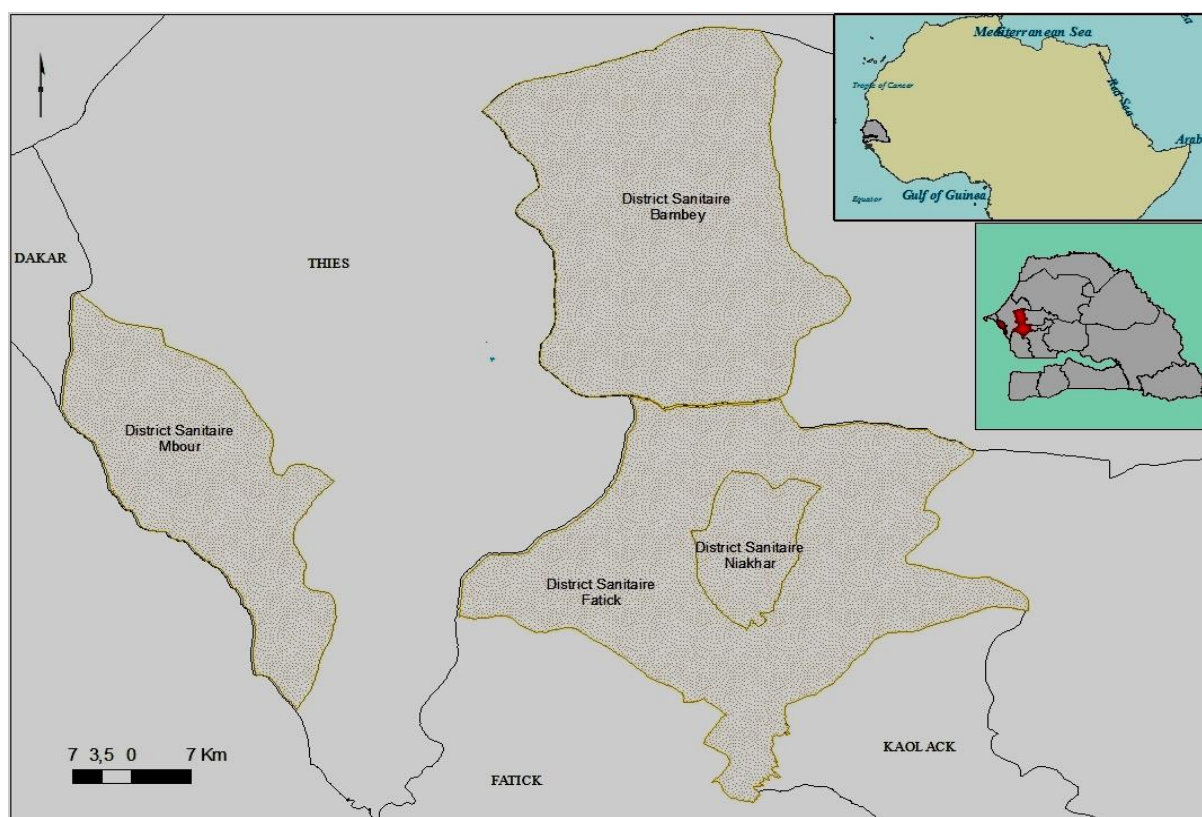 Mediterranean Sea
Tropic of Cancer
Red Sea
Arab
Gulf of Guinea
Equator
District Sanitaire
Bambey
DAKAR
THIES
District Sanitaire
Mbour
District Sanitaire
Niakhar
District Sanitaire
Fatick
7 3,5 0 7 Km
FATICK
KAOLACK